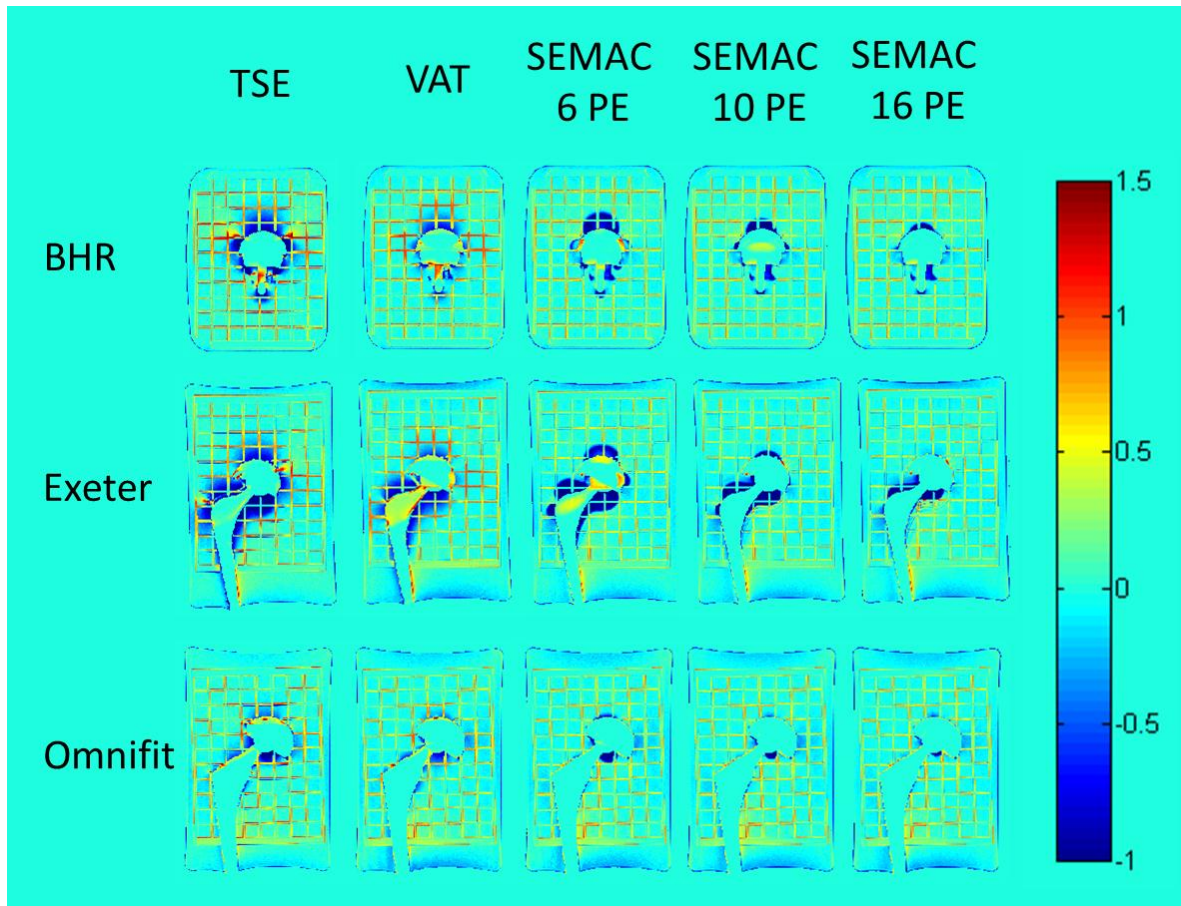 TSE
VAT
SEMAC
6 PE
SEMAC
10 PE
SEMAC
16 PE
BHR
Exeter
Omnifit
1.5
1
0.5
0
-0.5
-1